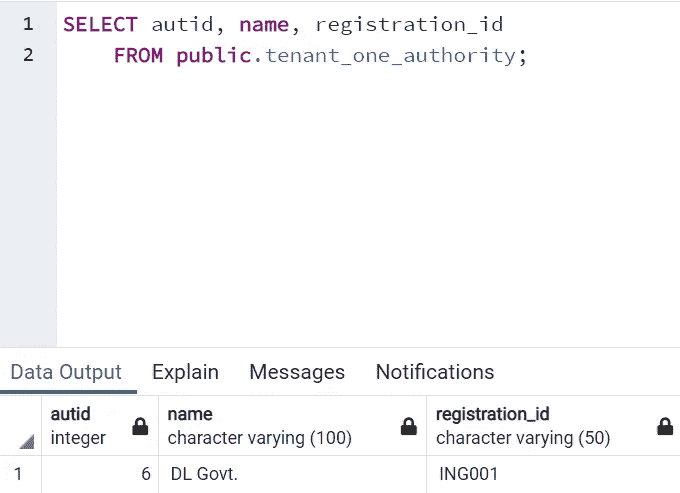 1 SELECT autid, name, registration_id
2 FROM public.tenant_one_authority;
Data Output Explain Messages Notifications
autid name registration_id
integer character varying (100) character varying (50)
1 6 DL Govt. ING001